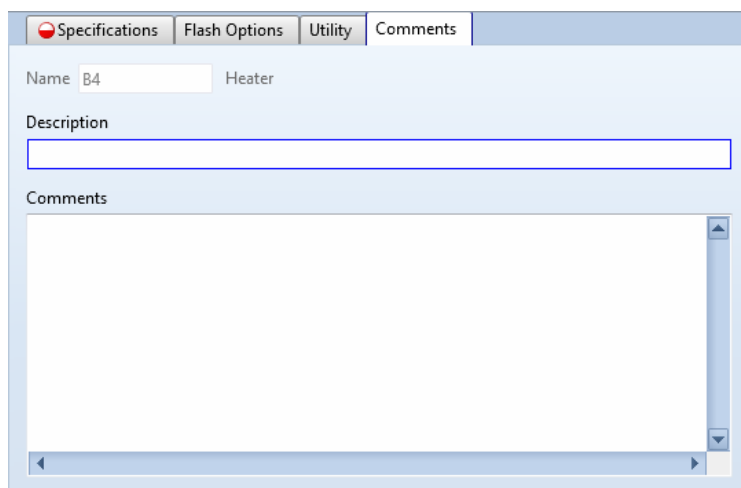 Specifications Flash Options Utility Comments
Name B4 Heater
Description
Comments